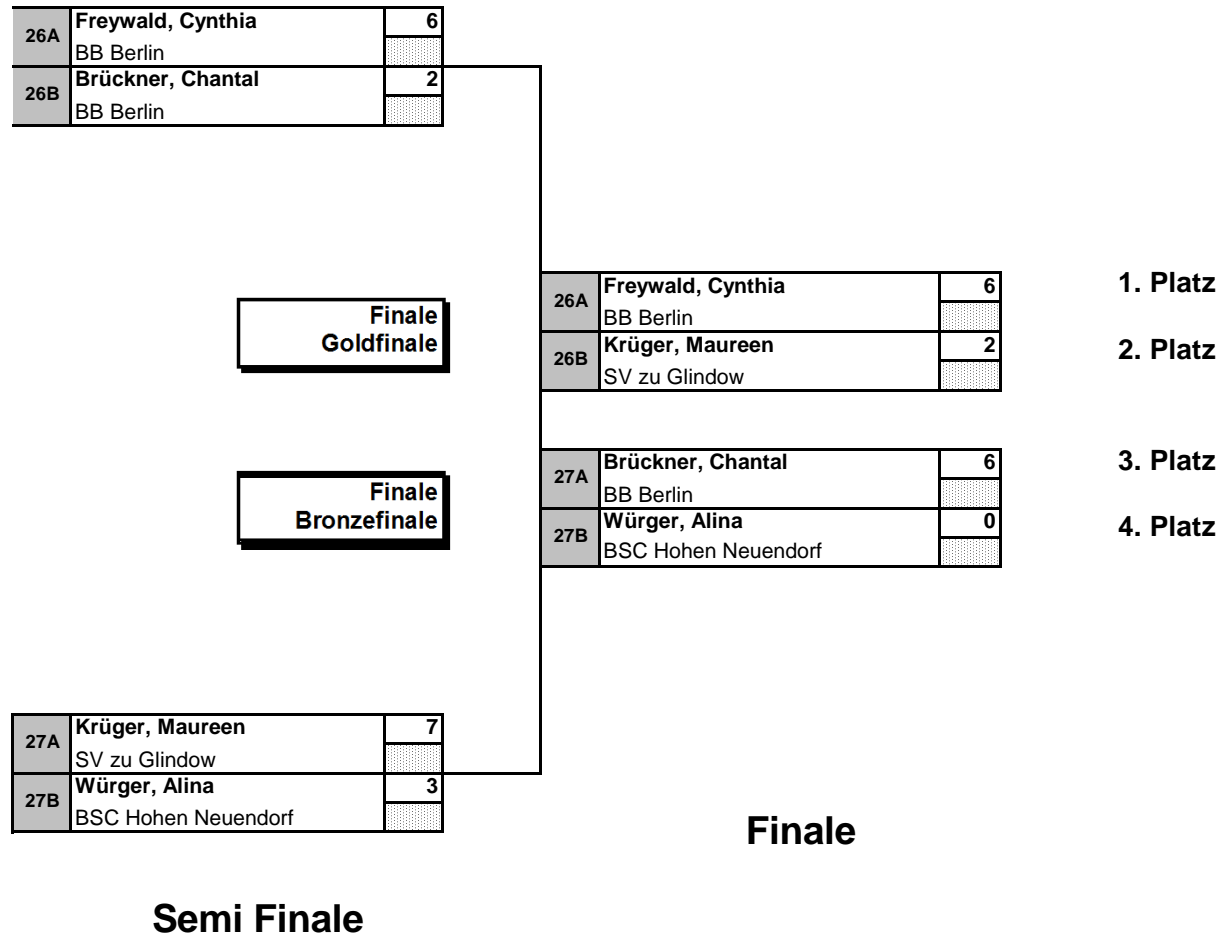 26A
Freywald, Cynthia 6
BB Berlin
26B
Brückner, Chantal 2
BB Berlin
Finale
Goldfinale
26A
Freywald, Cynthia 6
BB Berlin
26B
Krüger, Maureen 2
SV zu Glindow
1. Platz
2. Platz
Finale
Bronzefinale
27A
Brückner, Chantal 6
BB Berlin
27B
Würger, Alina 0
BSC Hohen Neuendorf
3. Platz
4. Platz
27A
Krüger, Maureen 7
SV zu Glindow
27B
Würger, Alina 3
BSC Hohen Neuendorf
Finale
Semi Finale